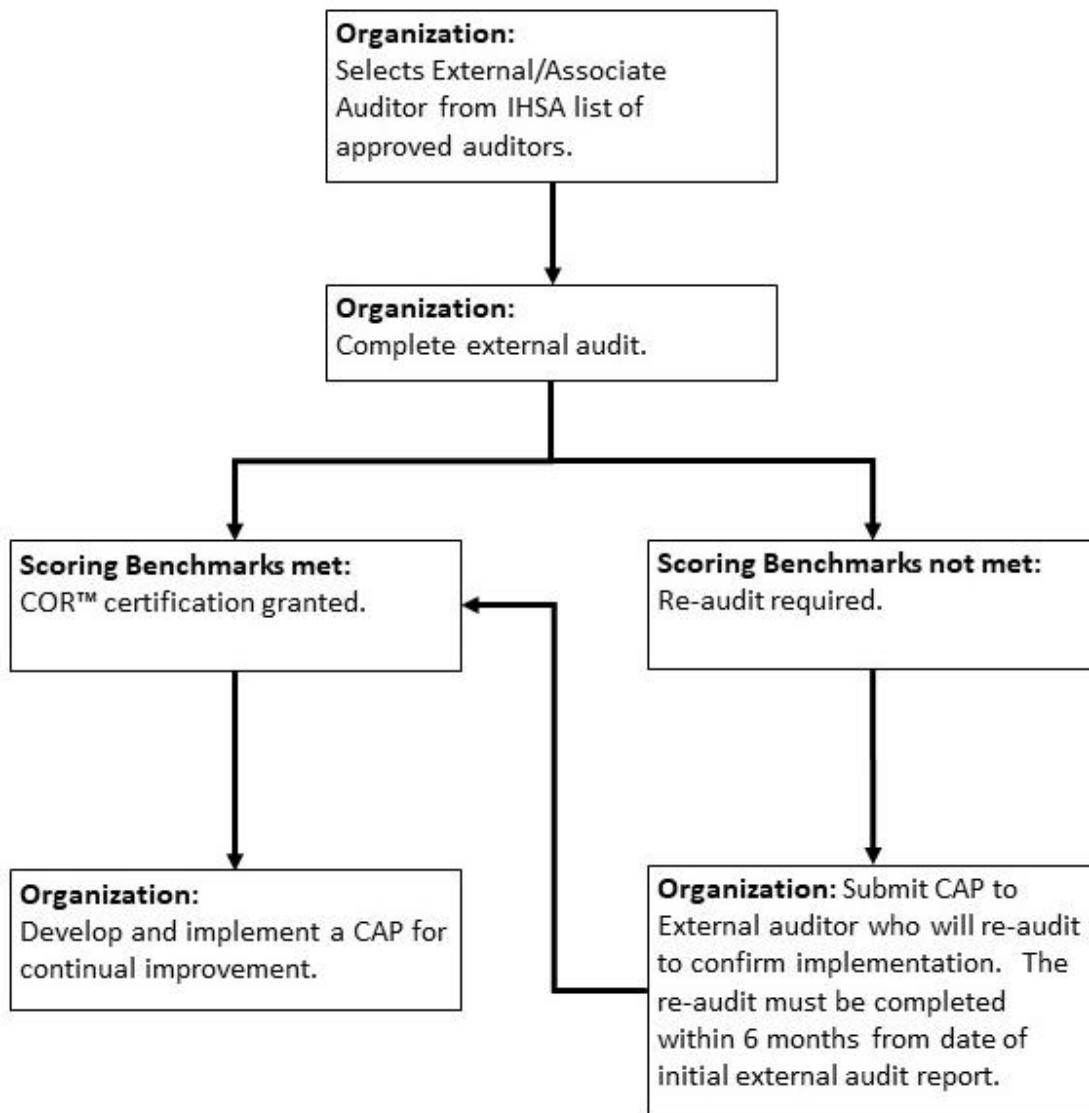 Organization:
Selects External/Associate
Auditor from IHSA list of
approved auditors.
Organization:
Complete external audit.
Scoring Benchmarks met:
COR™ certification granted.
Scoring Benchmarks not met:
Re-audit required.
Organization:
Develop and implement a CAP for
continual improvement.
Organization: Submit CAP to
External auditor who will re-audit
to confirm implementation. The
re-audit must be completed
within 6 months from date of
initial external audit report.